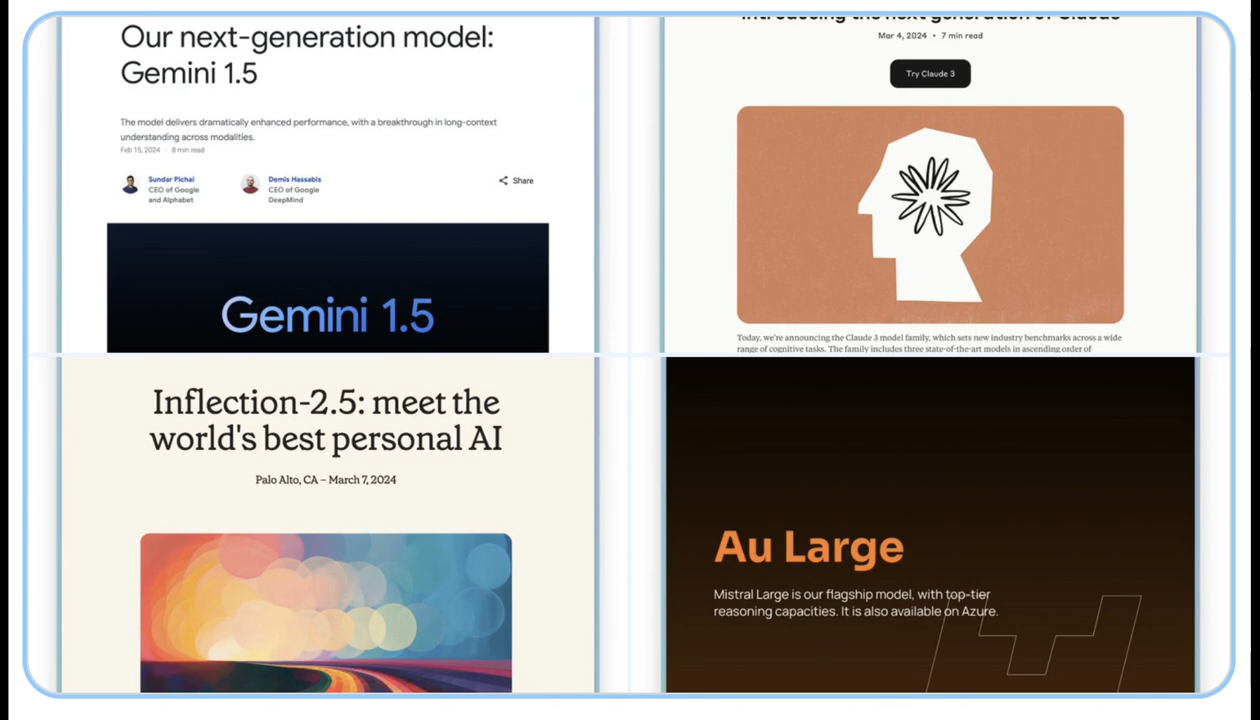 Our next-generation model:
Gemini 1.5
The model delivers dramatically enhanced performance, with a breakthrough in long-context
understanding across modalities.
Feb 15, 2024 · 8 min read
Sundar Pichai
CEO of Google
and Alphabet
Demis Hassabis
CEO of Google
DeepMind
Share
Gemini 1.5
Introducing the next generation of Claude
Mar 4, 2024 • 7 min read
Try Claude 3
Today, we're announcing the Claude 3 model family, which sets new industry benchmarks across a wide
range of cognitive tasks. The family includes three state-of-the-art models in ascending order of
Inflection-2.5: meet the
world's best personal AI
Palo Alto, CA – March 7, 2024
Au Large
Mistral Large is our flagship model, with top-tier
reasoning capacities. It is also available on Azure.